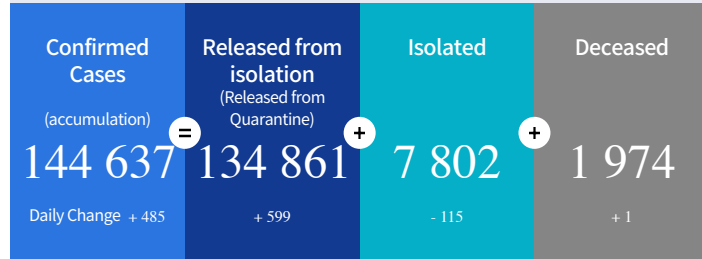 Confirmed
Cases
(accumulation)
144 637
Daily Change + 485
=
Released from
isolation
(Released from
Quarantine)
134 861
+ 599
+
Isolated
7 802
- 115
+
Deceased
1 974
+ 1